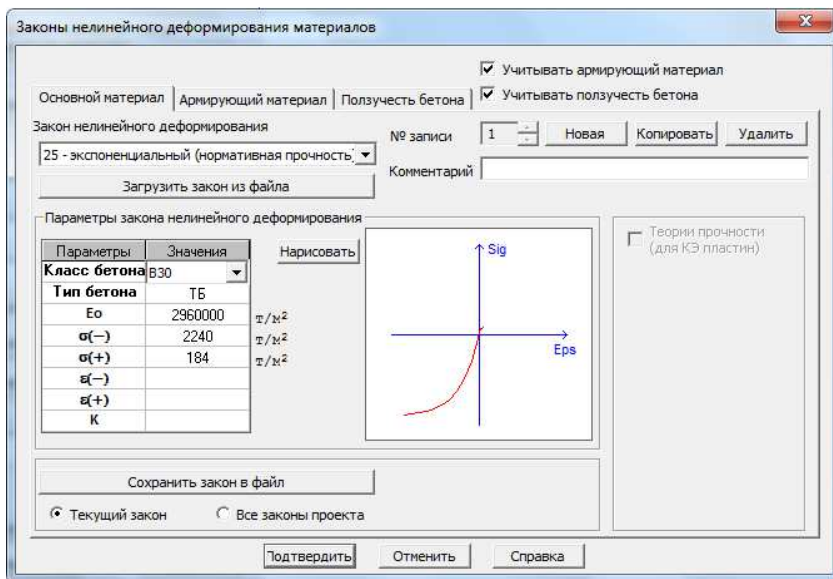 Законы нелинейного деформирования материалов
X
Учитывать армирующий материал
Основной материал Армирующий материал Ползучесть бетона Учитывать ползучесть бетона
Закон нелинейного деформирования
№ записи 1 Новая Копировать Удалить
25 - экспоненциальный (нормативная прочность)
Комментарий
Загрузить закон из файла
Параметры закона нелинейного деформирования
Теории прочности
(для КЭ пластин)
Параметры Значения Нарисовать Sig
Класс бетона B30
Тип бетона ТБ
Eo 2960000 т/м²
σ(−) 2240 т/м²
σ(+) 184 т/м²
Eps
ε(−)
ε(+)
K
Сохранить закон в файл
Текущий закон Все законы проекта
Подтвердить Отменить Справка